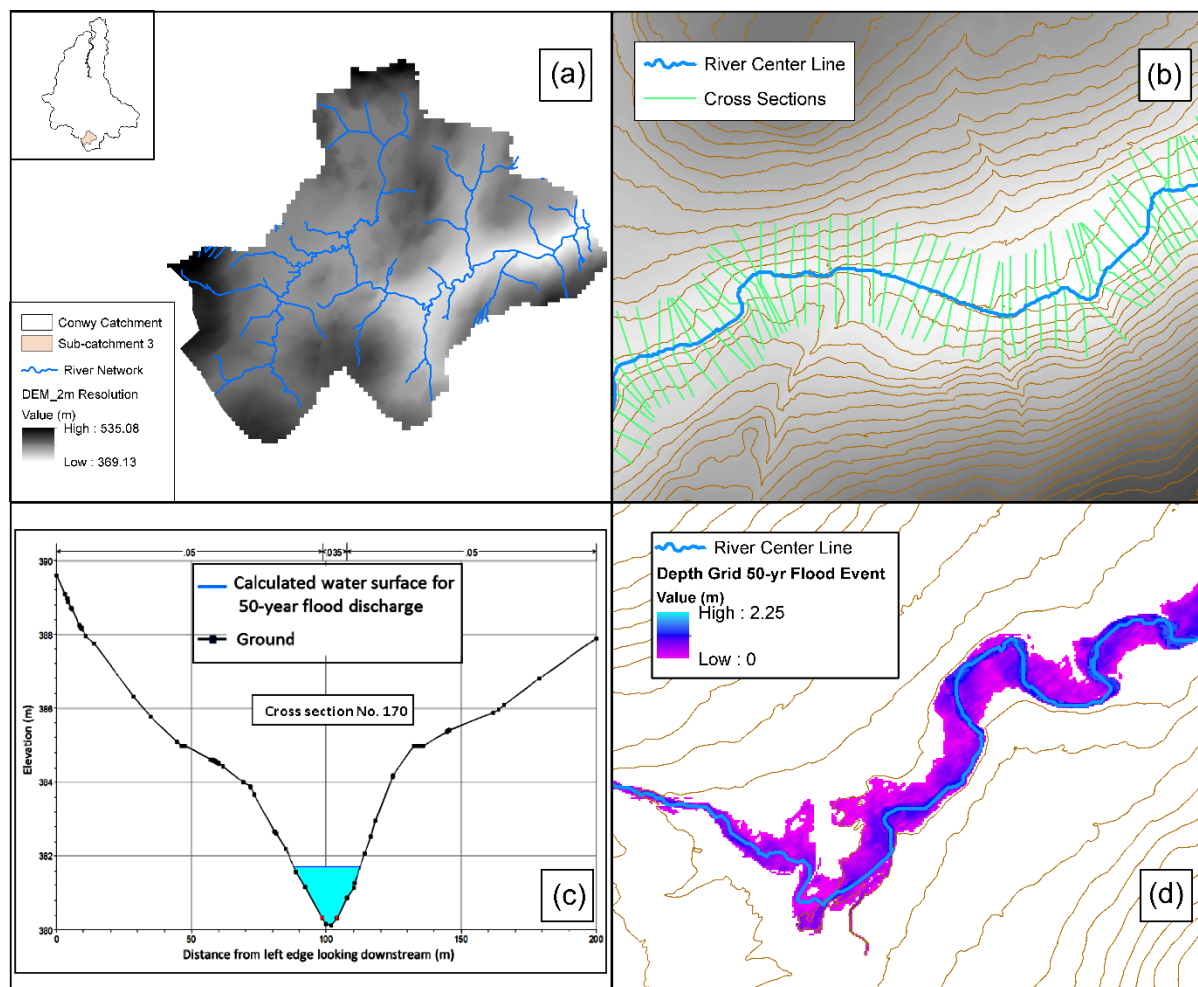 (a)
Conwy Catchment
Sub-catchment 3
River Network
DEM_2m Resolution
Value (m)
High : 535.08
Low : 369.13
River Center Line
Cross Sections
(b)
.05
.035
.05
Calculated water surface for
50-year flood discharge
Ground
Cross section No. 170
Elevation (m)
390
388
386
384
382
380
0
50
100
150
200
Distance from left edge looking downstream (m)
(c)
River Center Line
Depth Grid 50-yr Flood Event
Value (m)
High : 2.25
Low : 0
(d)